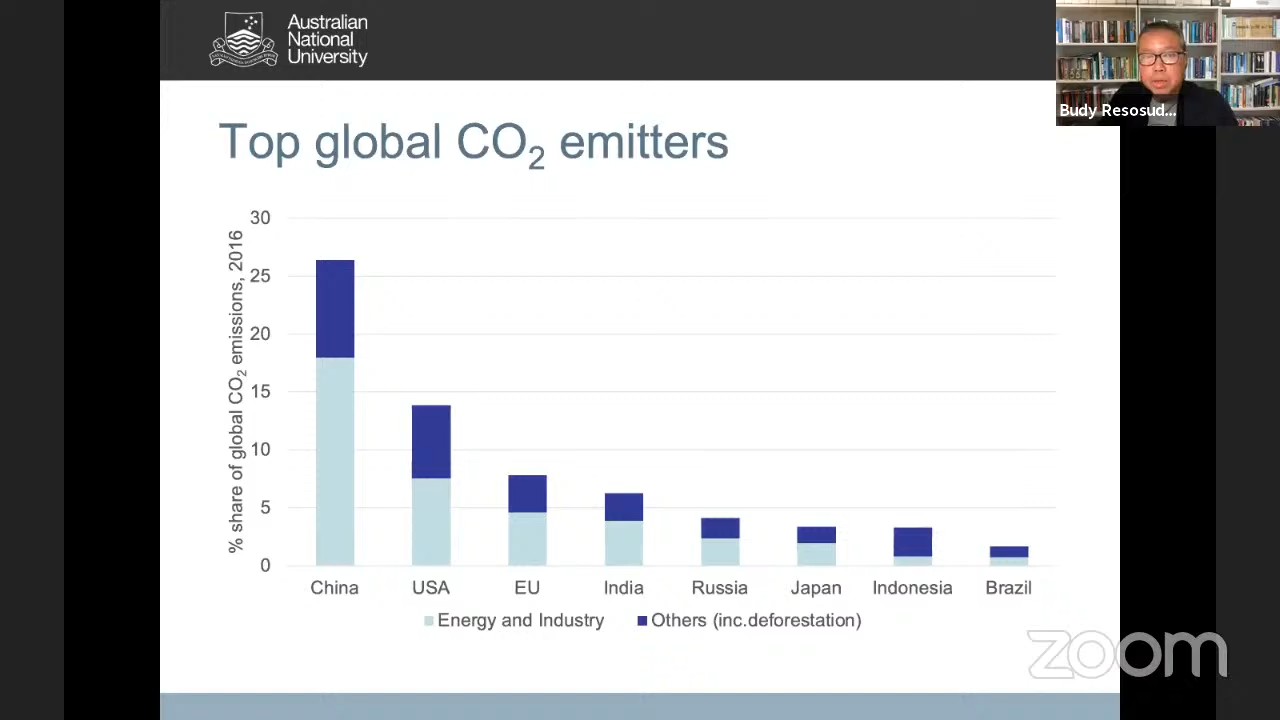 Australian
National
University
Budy Resosud...
Top global CO₂ emitters
% share of global CO₂ emissions, 2016
30
25
20
15
10
5
0
China USA EU India Russia Japan Indonesia Brazil
Energy and Industry Others (inc.deforestation)
zoom